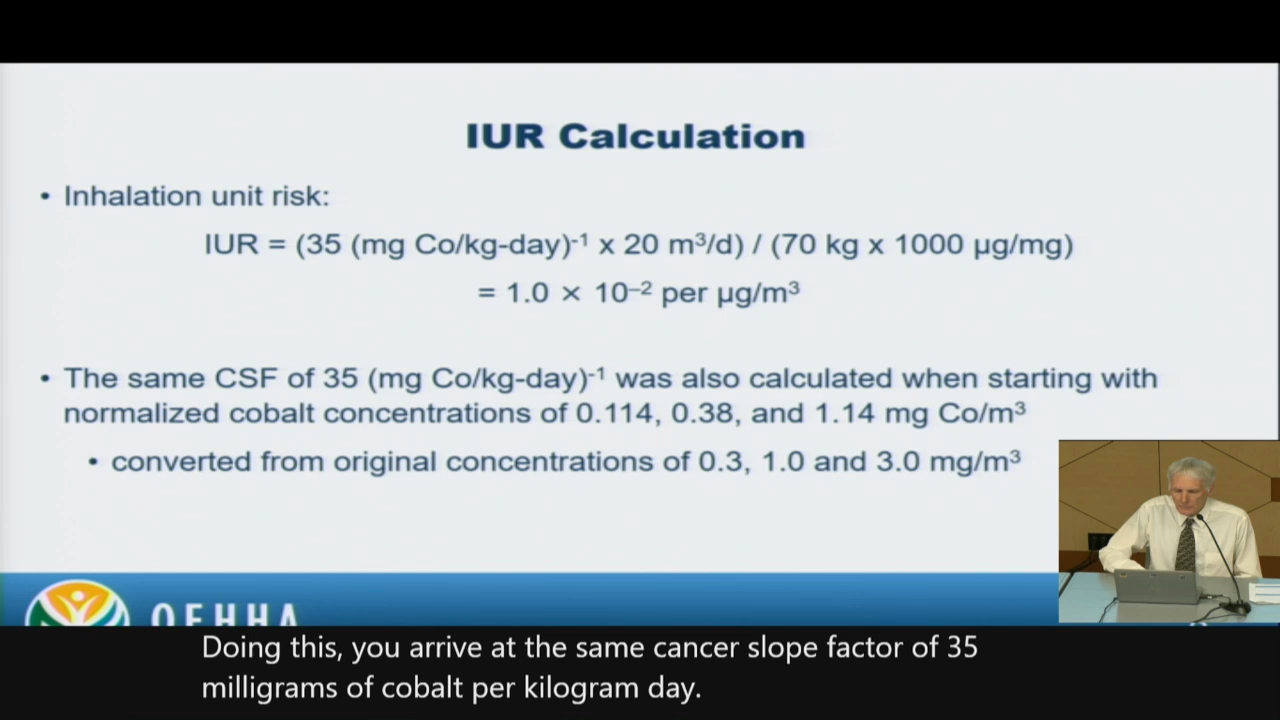 IUR Calculation
• Inhalation unit risk:
IUR = (35 (mg Co/kg-day)⁻¹ x 20 m³/d) / (70 kg x 1000 µg/mg)
= 1.0 × 10⁻² per µg/m³
• The same CSF of 35 (mg Co/kg-day)⁻¹ was also calculated when starting with
normalized cobalt concentrations of 0.114, 0.38, and 1.14 mg Co/m³
• converted from original concentrations of 0.3, 1.0 and 3.0 mg/m³
OEHHA
Doing this, you arrive at the same cancer slope factor of 35
milligrams of cobalt per kilogram day.